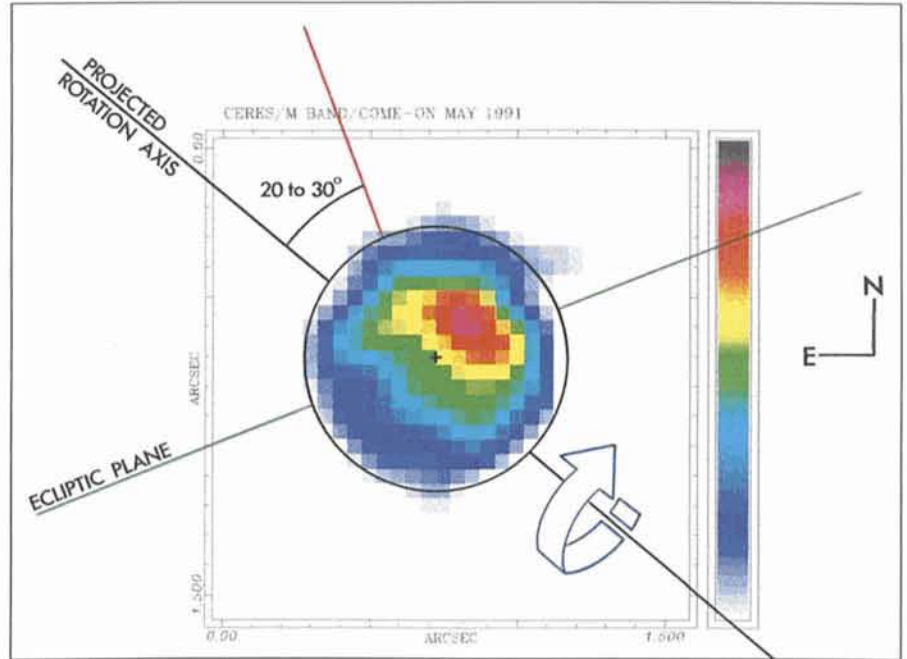 PROJECTED
ROTATION AXIS
CERES/M BAND/COME-ON MAY 1991
0.00
20 to 30°
N
E
ARCSEC
ECLIPTIC PLANE
1.500
0.00
ARCSEC
1.500